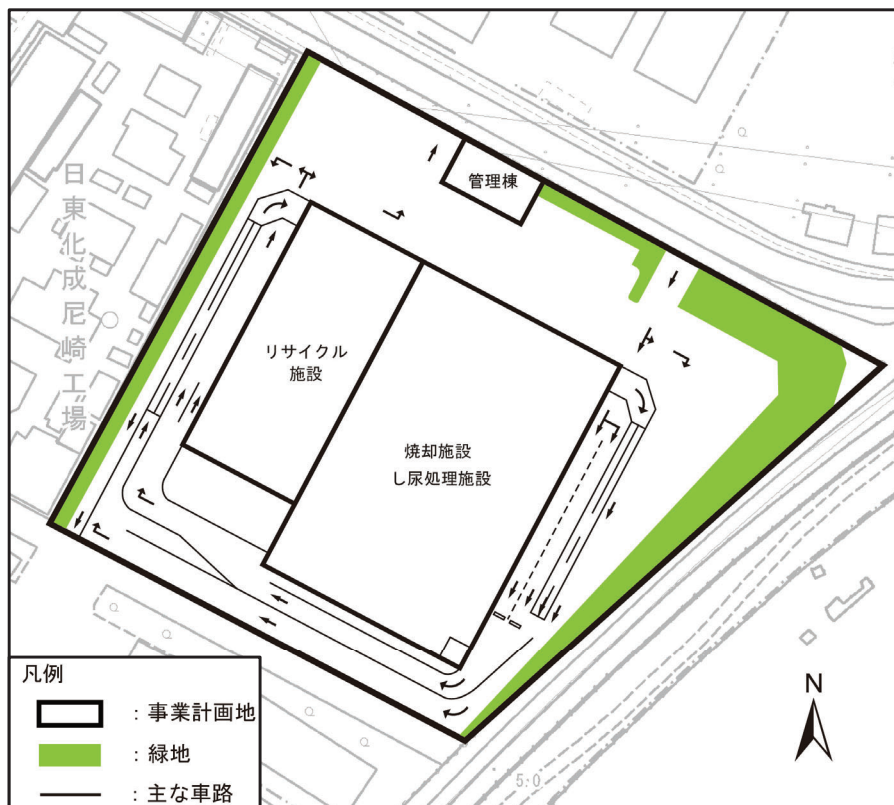 管理棟
日東化成尼崎工場
リサイクル
施設
焼却施設
し尿処理施設
N
凡例
：事業計画地
：緑地
：主な車路
5.0